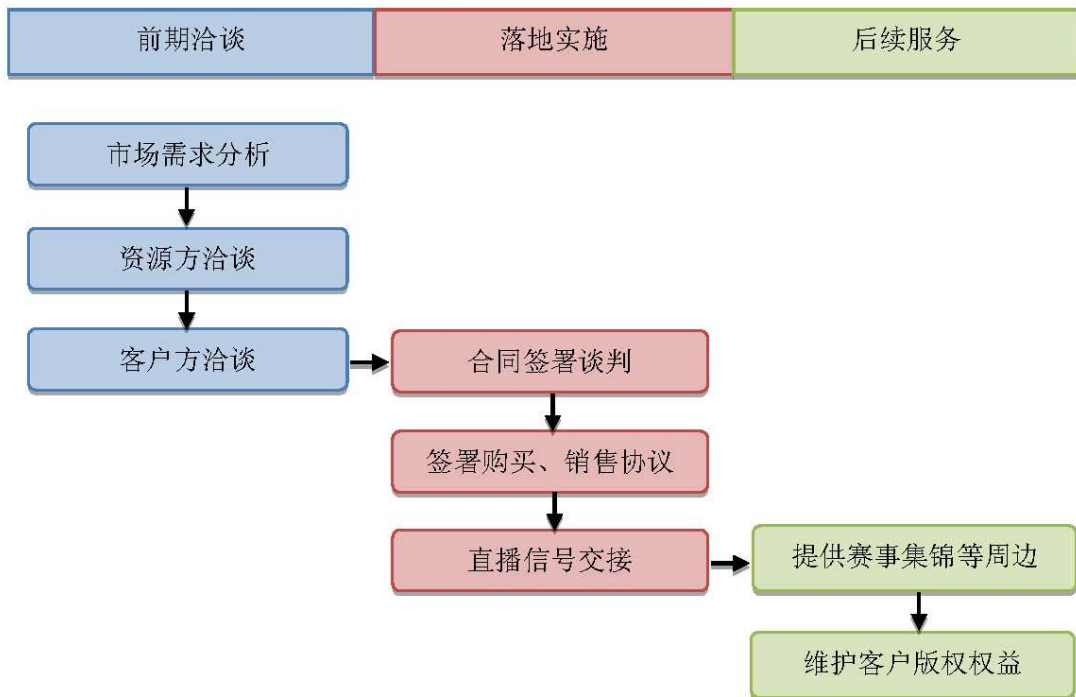 前期洽谈
落地实施
后续服务
市场需求分析
资源方洽谈
客户方洽谈
合同签署谈判
签署购买、销售协议
直播信号交接
提供赛事集锦等周边
维护客户版权权益